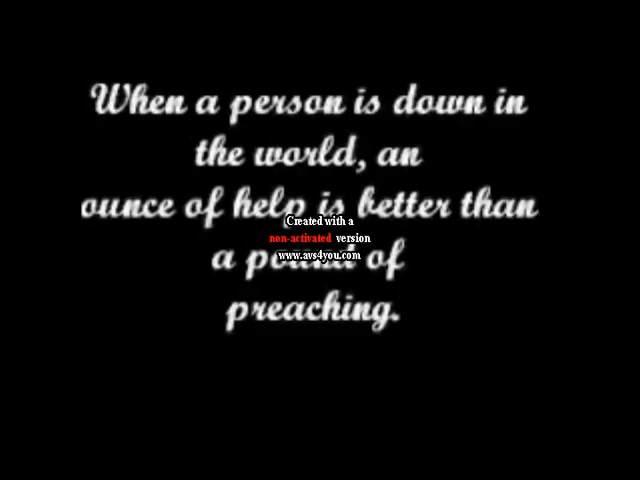 When a person is down in
the world, an
ounce of help is better than
Created with a
non-activated version
www.avs4you.com
a pound of
preaching.